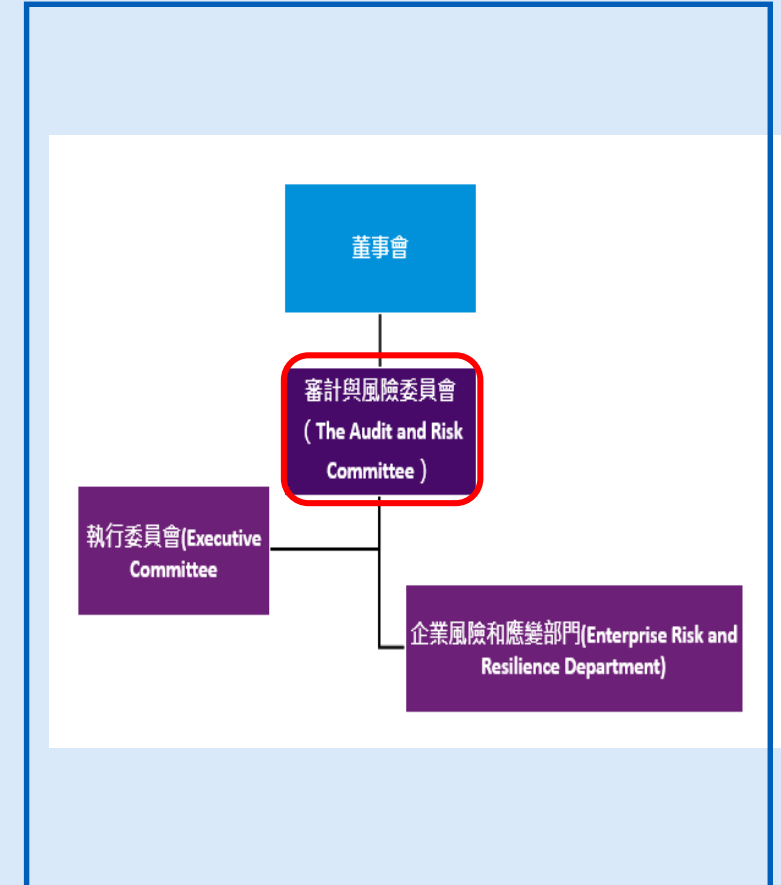 董事會
審計與風險委員會
( The Audit and Risk
Committee )
執行委員會(Executive
Committee
企業風險和應變部門(Enterprise Risk and
Resilience Department)